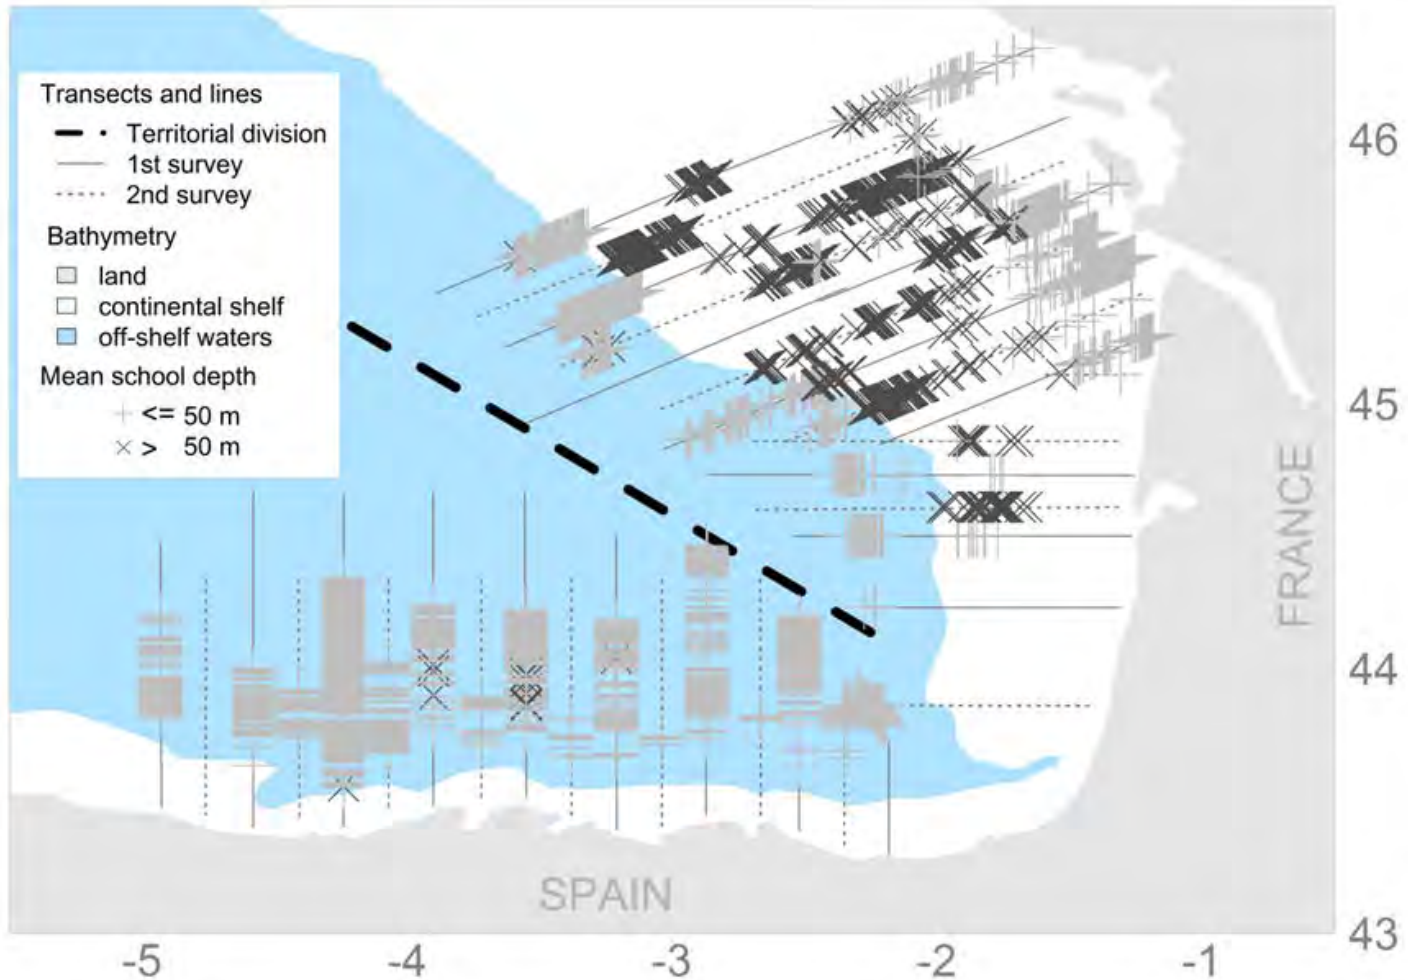 Transects and lines
Territorial division
1st survey
2nd survey
Bathymetry
land
continental shelf
off-shelf waters
Mean school depth
<= 50 m
> 50 m
46
45
44
43
FRANCE
SPAIN
-5 -4 -3 -2 -1